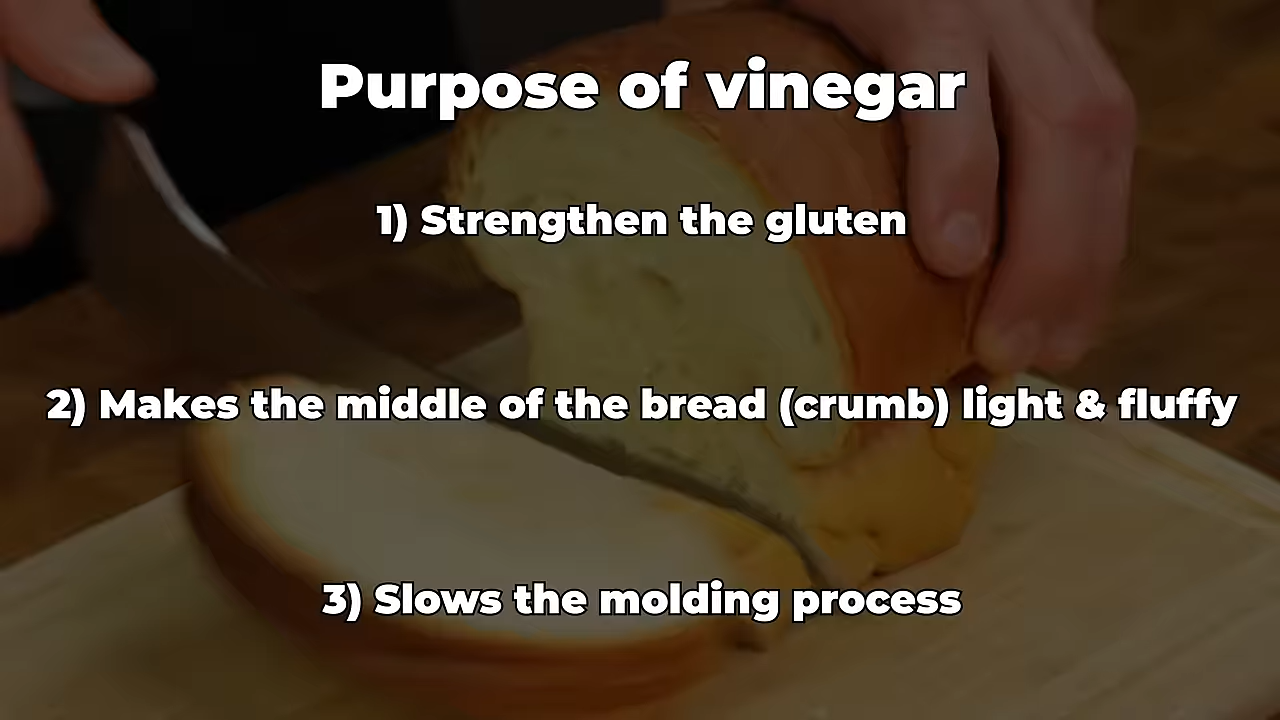 Purpose of vinegar
1) Strengthen the gluten
2) Makes the middle of the bread (crumb) light & fluffy
3) Slows the molding process